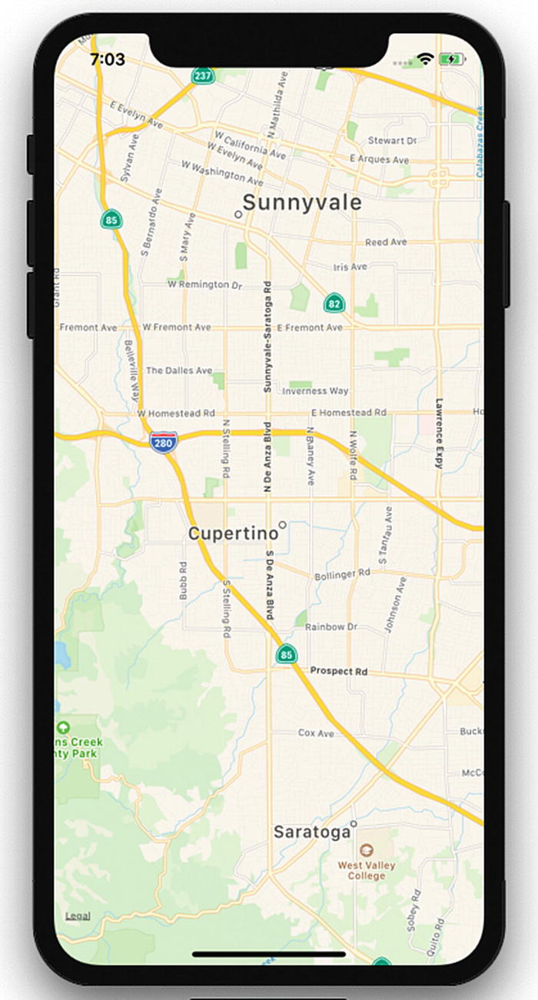 7:03
237
E Evelyn Ave
N Mathilda Ave
Calabazas Creek
Sylvan Ave
W California Ave
W Evelyn Ave
Stewart Dr
E Arques Ave
W Washington Ave
Sunnyvale
85
S Bernardo Ave
S Mary Ave
Reed Ave
Iris Ave
Grant Rd
W Remington Dr
Sunnyvale-Saratoga Rd
82
Fremont Ave
W Fremont Ave
E Fremont Ave
Belleville Way
The Dalles Ave
Inverness Way
W Homestead Rd
E Homestead Rd
Lawrence Expy
280
N Stelling Rd
N De Anza Blvd
N Blaney Ave
N Wolfe Rd
Cupertino
S Tantau Ave
Bubb Rd
S Stelling Rd
S De Anza Blvd
Bollinger Rd
Johnson Ave
Rainbow Dr
85
Prospect Rd
ns Creek
nty Park
Cox Ave
Saratoga
West Valley
College
Legal
Sobey Rd
Quito Rd